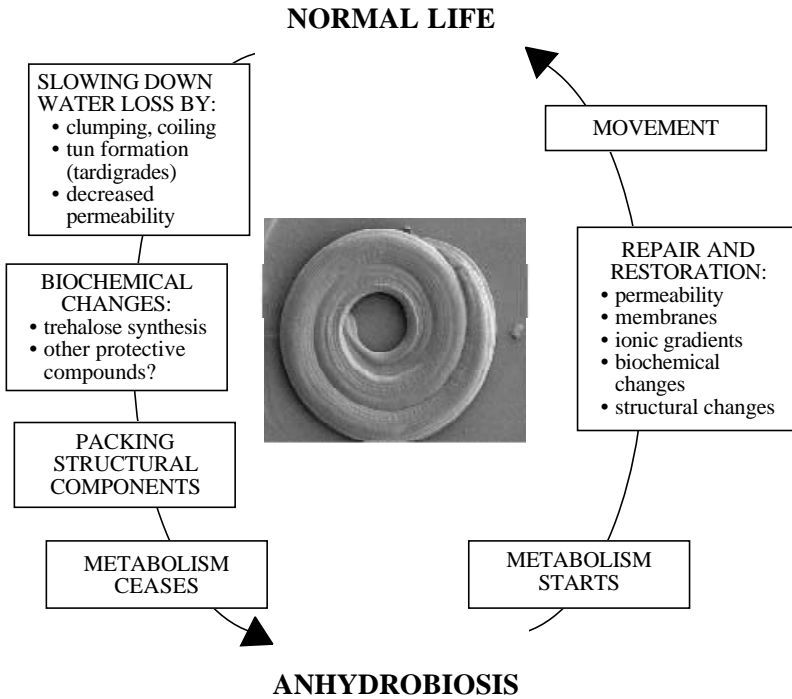 NORMAL LIFE
SLOWING DOWN
WATER LOSS BY:
• clumping, coiling
• tun formation
(tardigrades)
• decreased
permeability
BIOCHEMICAL
CHANGES:
• trehalose synthesis
• other protective
compounds?
PACKING
STRUCTURAL
COMPONENTS
METABOLISM
CEASES
MOVEMENT
REPAIR AND
RESTORATION:
• permeability
• membranes
• ionic gradients
• biochemical
changes
• structural changes
METABOLISM
STARTS
ANHYDROBIOSIS